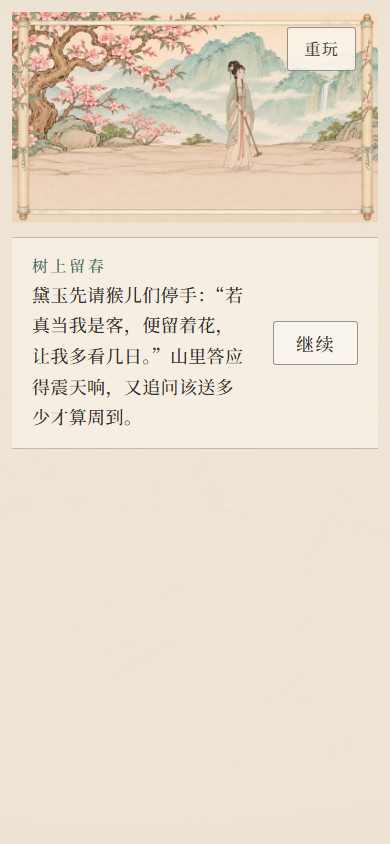 重玩
树上留春
黛玉先请猴儿们停手：“若
真当我是客，便留着花，
让我多看几日。”山里答应
得震天响，又追问该送多
少才算周到。
继续